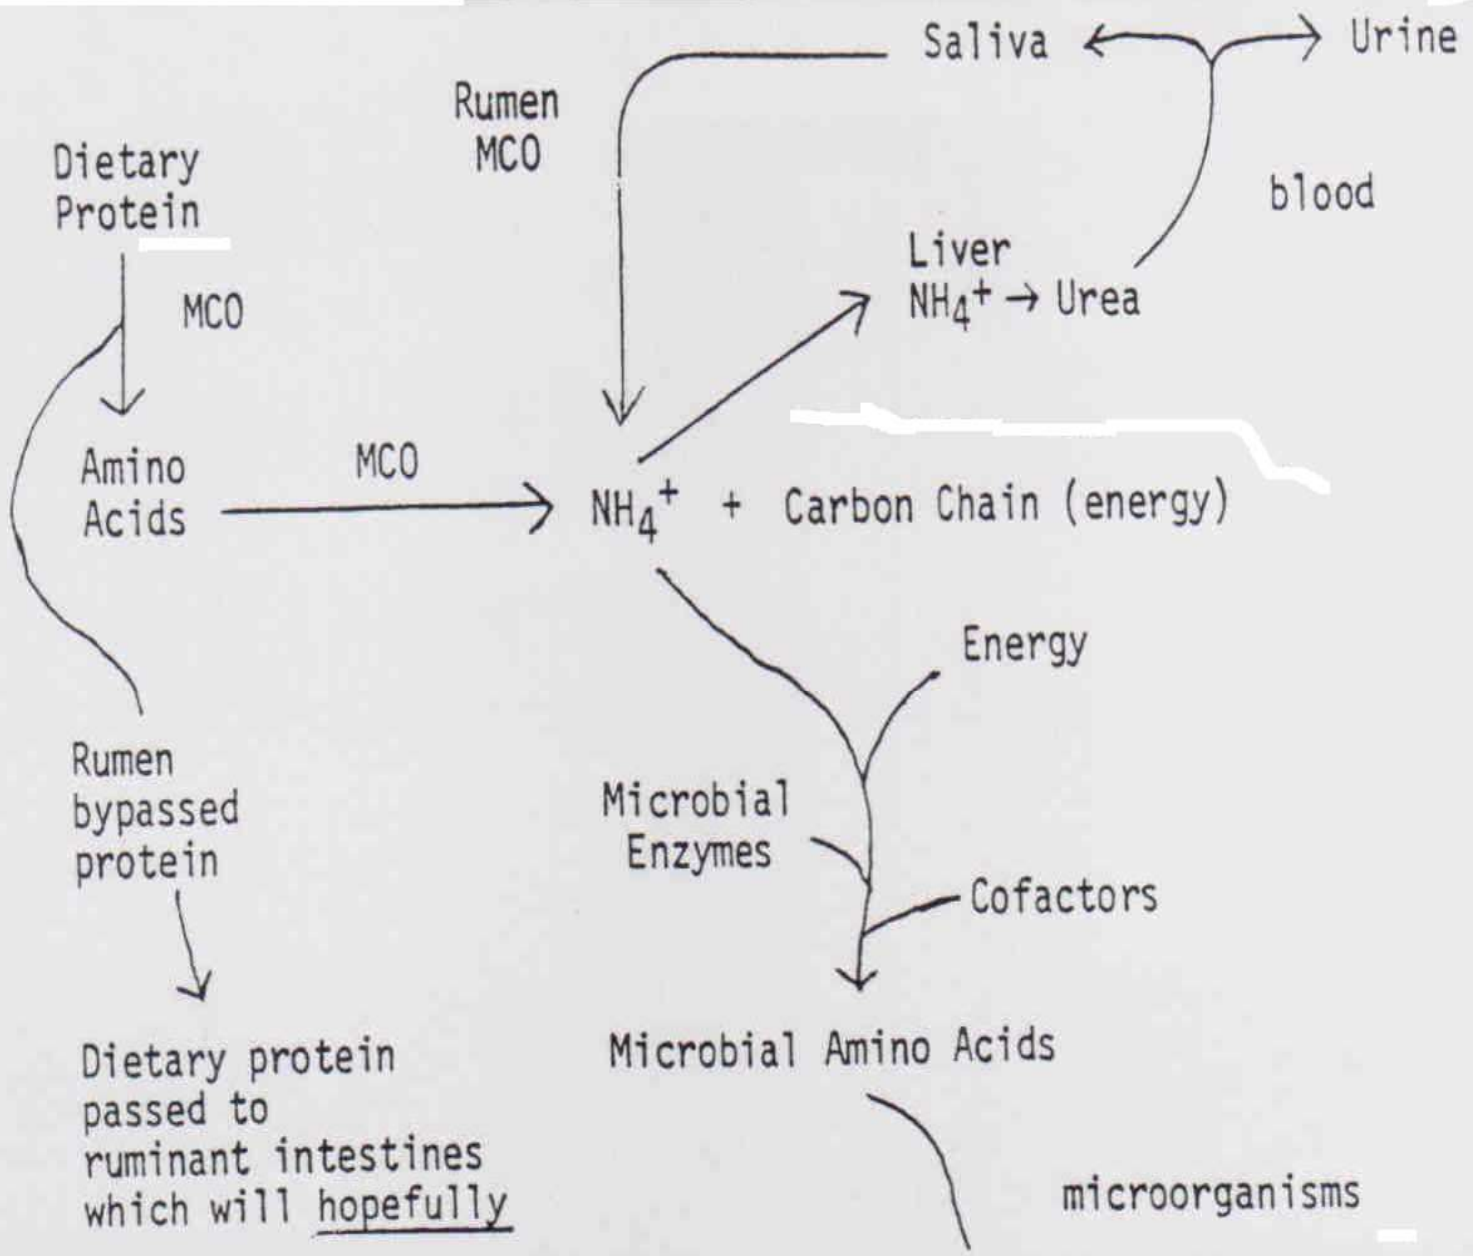 Saliva
Urine
Rumen
MCO
Dietary
Protein
blood
MCO
Liver
NH₄⁺ → Urea
Amino
Acids
MCO
NH₄⁺ + Carbon Chain (energy)
Energy
Rumen
bypassed
protein
Microbial
Enzymes
Cofactors
Microbial Amino Acids
Dietary protein
passed to
ruminant intestines
which will hopefully
microorganisms